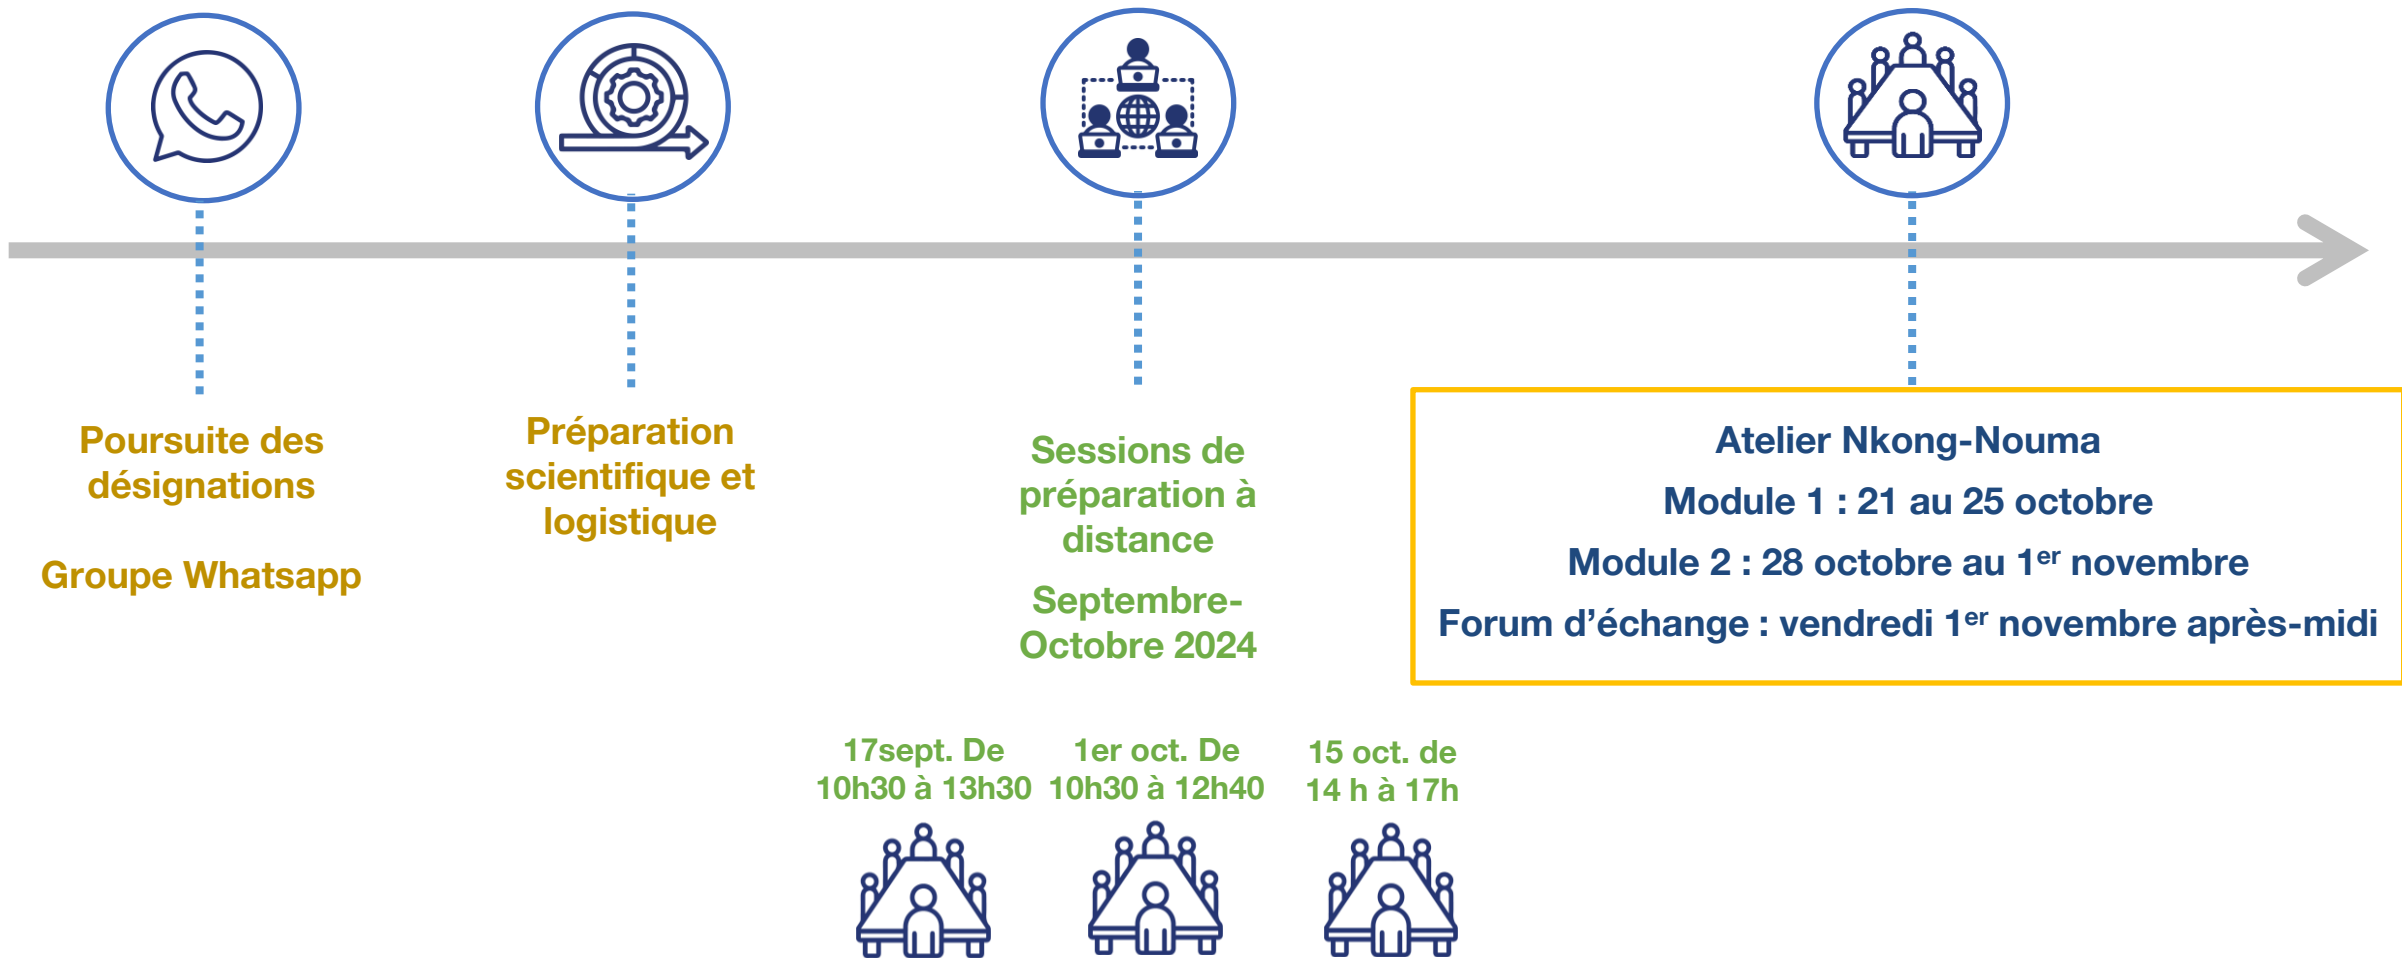 Poursuite des
désignations
Groupe Whatsapp
Préparation
scientifique et
logistique
Sessions de
préparation à
distance
Septembre-
Octobre 2024
Atelier Nkong-Nouma
Module 1 : 21 au 25 octobre
Module 2 : 28 octobre au 1er novembre
Forum d’échange : vendredi 1er novembre après-midi
17sept. De
10h30 à 13h30
1er oct. De
10h30 à 12h40
15 oct. de
14 h à 17h